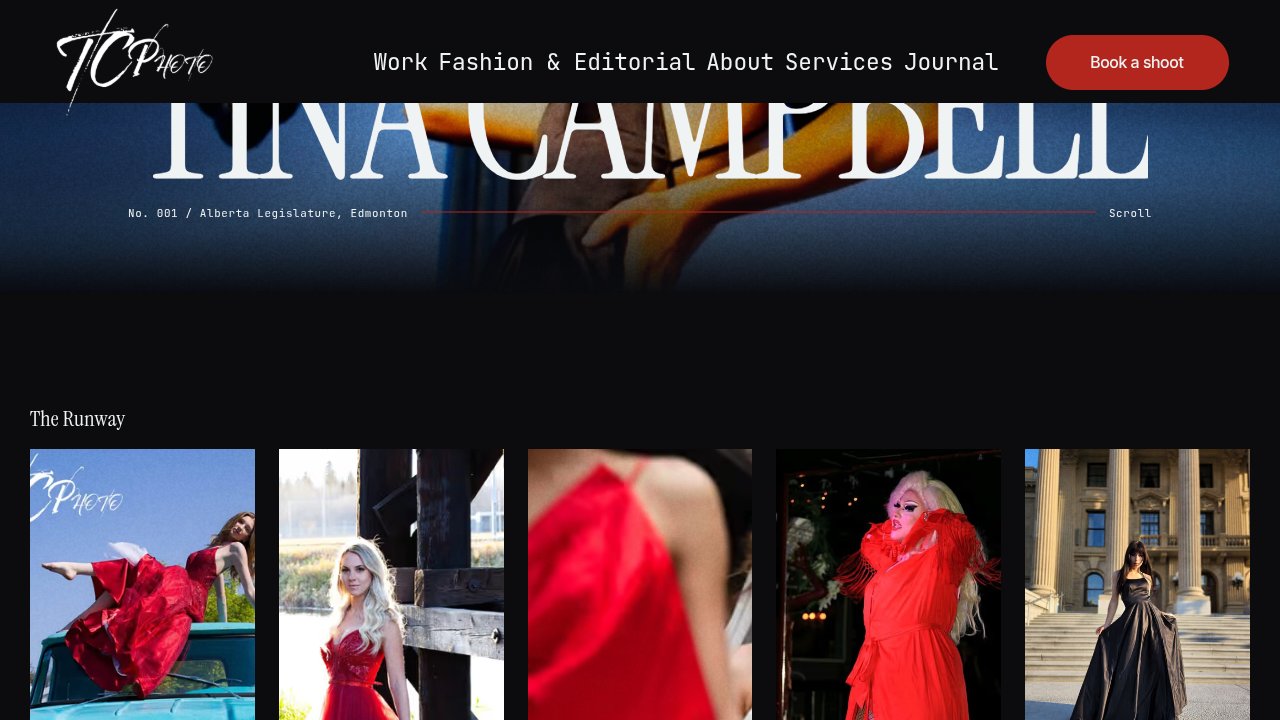 TCPHOTO
Work Fashion & Editorial About Services Journal
Book a shoot
TINA CAMPBELL
No. 001 / Alberta Legislature, Edmonton
Scroll
The Runway
CPHOTO